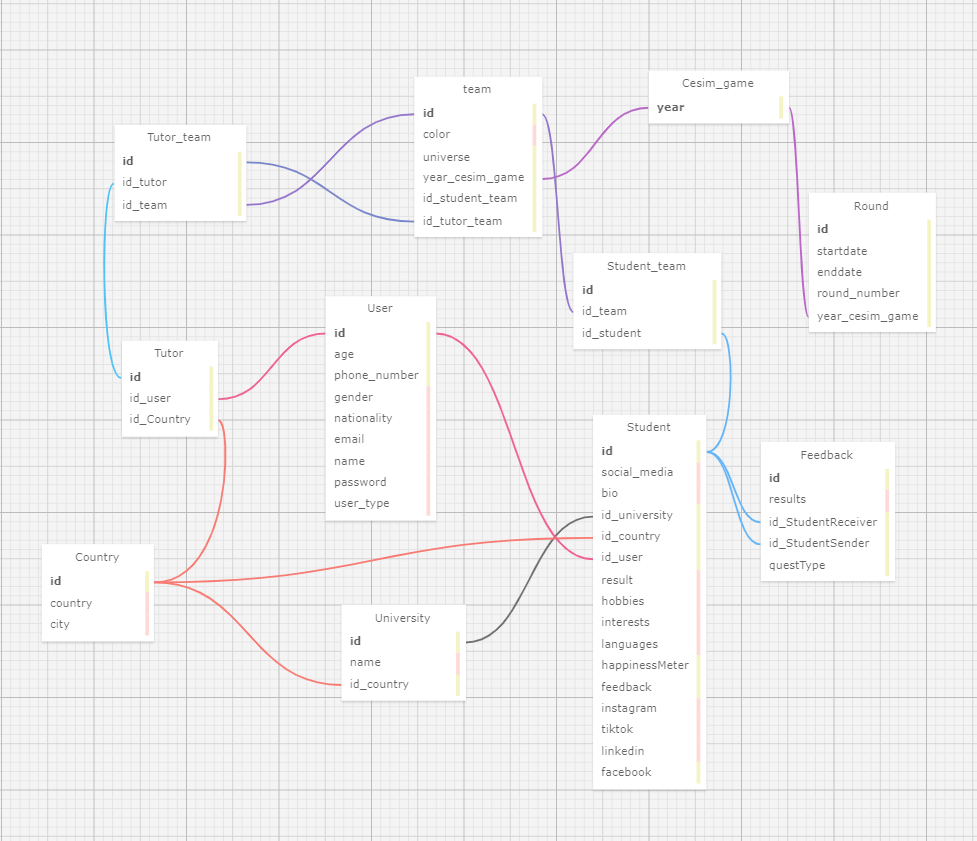 team
id
color
universe
year_cesim_game
id_student_team
id_tutor_team
Cesim_game
year
Tutor_team
id
id_tutor
id_team
Round
id
startdate
enddate
round_number
year_cesim_game
Student_team
id
id_team
id_student
User
id
age
phone_number
gender
nationality
email
name
password
user_type
Tutor
id
id_user
id_Country
Student
id
social_media
bio
id_university
id_country
id_user
result
hobbies
interests
languages
happinessMeter
feedback
instagram
tiktok
linkedin
facebook
Feedback
id
results
id_StudentReceiver
id_StudentSender
questType
Country
id
country
city
University
id
name
id_country